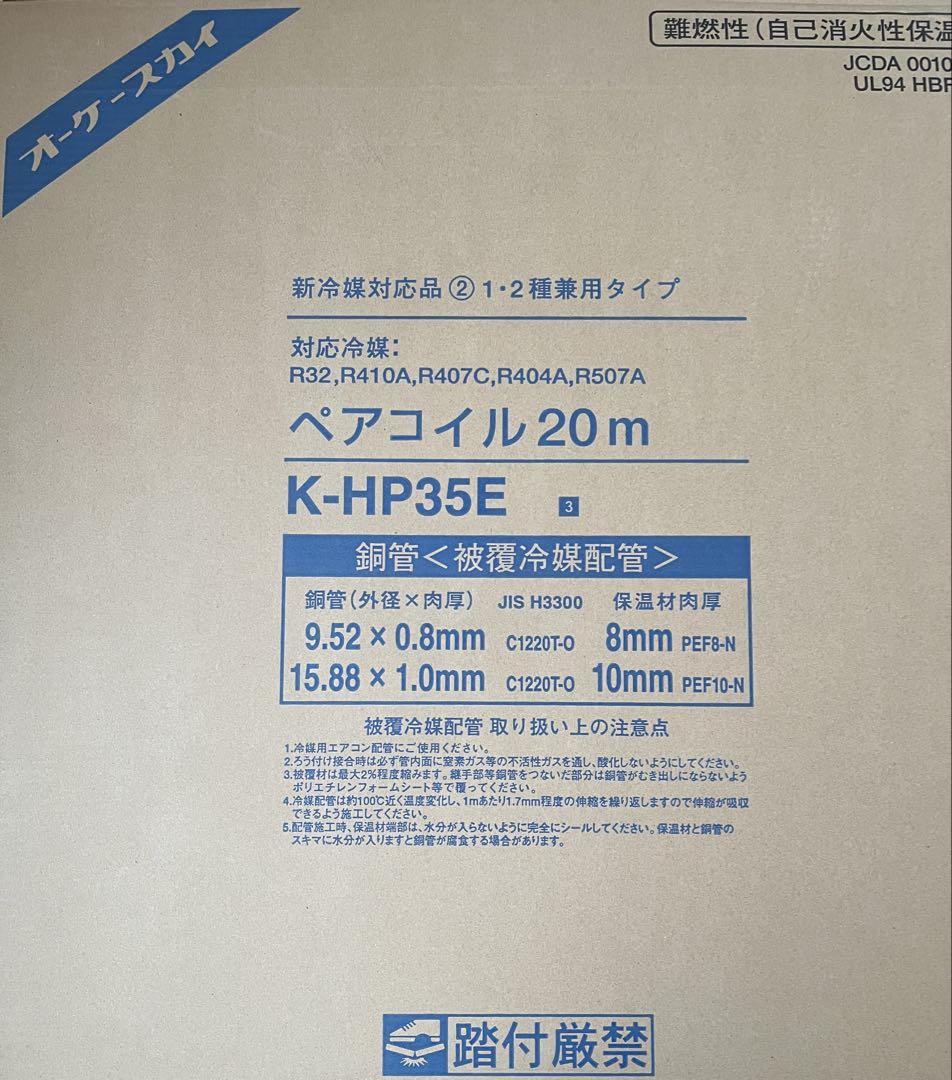 オーケースカイ
難燃性(自己消火性保温
JCDA 0010
UL94 HBF
新冷媒対応品②1・2種兼用タイプ
対応冷媒:
R32,R410A,R407C,R404A,R507A
ペアコイル20m
K-HP35E 3
銅管<被覆冷媒配管>
銅管(外径×肉厚) JIS H3300 保温材肉厚
9.52×0.8mm C1220T-O 8mm PEF8-N
15.88×1.0mm C1220T-O 10mm PEF10-N
被覆冷媒配管 取り扱い上の注意点
1.冷媒用エアコン配管にご使用ください。
2.ろう付け接合時は必ず管内面に窒素ガス等の不活性ガスを通し、酸化しないようにしてください。
3.被覆材は最大2%程度縮みます。継手部等銅管をつないだ部分は銅管がむき出しにならないよう
ポリエチレンフォームシート等で覆ってください。
4.冷媒配管は約100℃近く温度変化し、1mあたり1.7mm程度の伸縮を繰り返しますので伸縮が吸収
できるよう施工してください。
5.配管施工時、保温材端部は、水分が入らないように完全にシールしてください。保温材と銅管の
スキマに水分が入りますと銅管が腐食する場合があります。
踏付厳禁